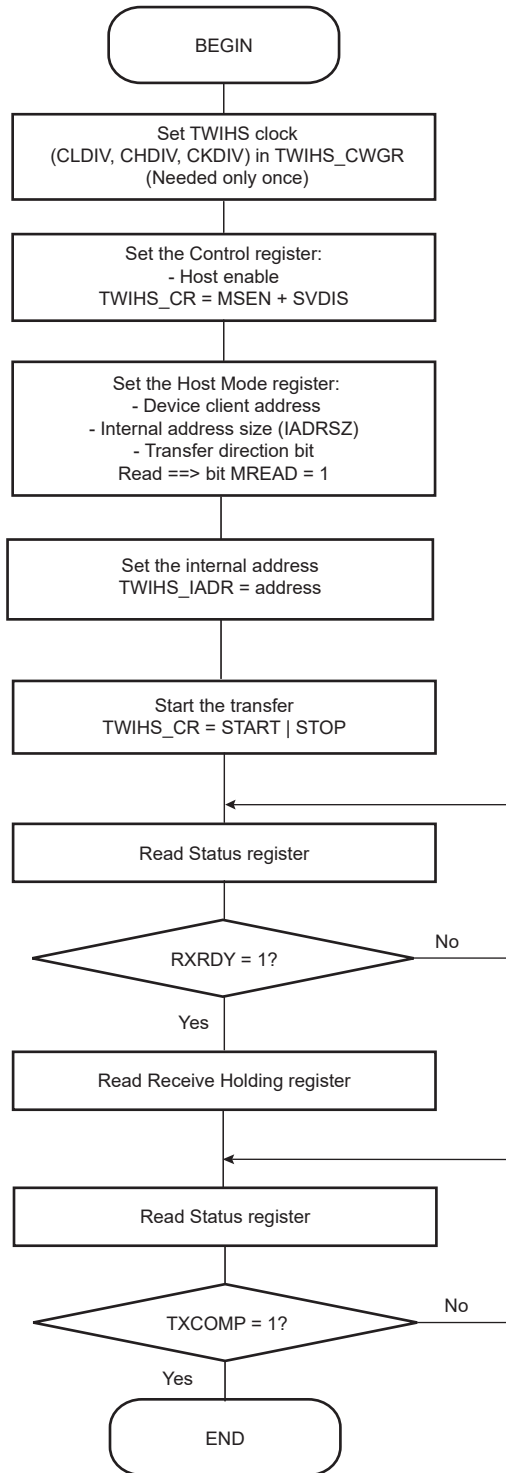 BEGIN
Set TWIHS clock
(CLDIV, CHDIV, CKDIV) in TWIHS_CWGR
(Needed only once)
Set the Control register:
- Host enable
TWIHS_CR = MSEN + SVDIS
Set the Host Mode register:
- Device client address
- Internal address size (IADRSZ)
- Transfer direction bit
Read ==> bit MREAD = 1
Set the internal address
TWIHS_IADR = address
Start the transfer
TWIHS_CR = START | STOP
Read Status register
RXRDY = 1?
No
Yes
Read Receive Holding register
Read Status register
TXCOMP = 1?
No
Yes
END